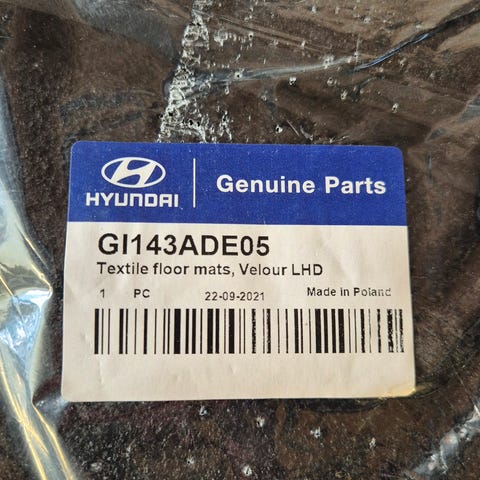 HYUNDAI
Genuine Parts
GI143ADE05
Textile floor mats, Velour LHD
1 PC 22-09-2021 Made in Poland